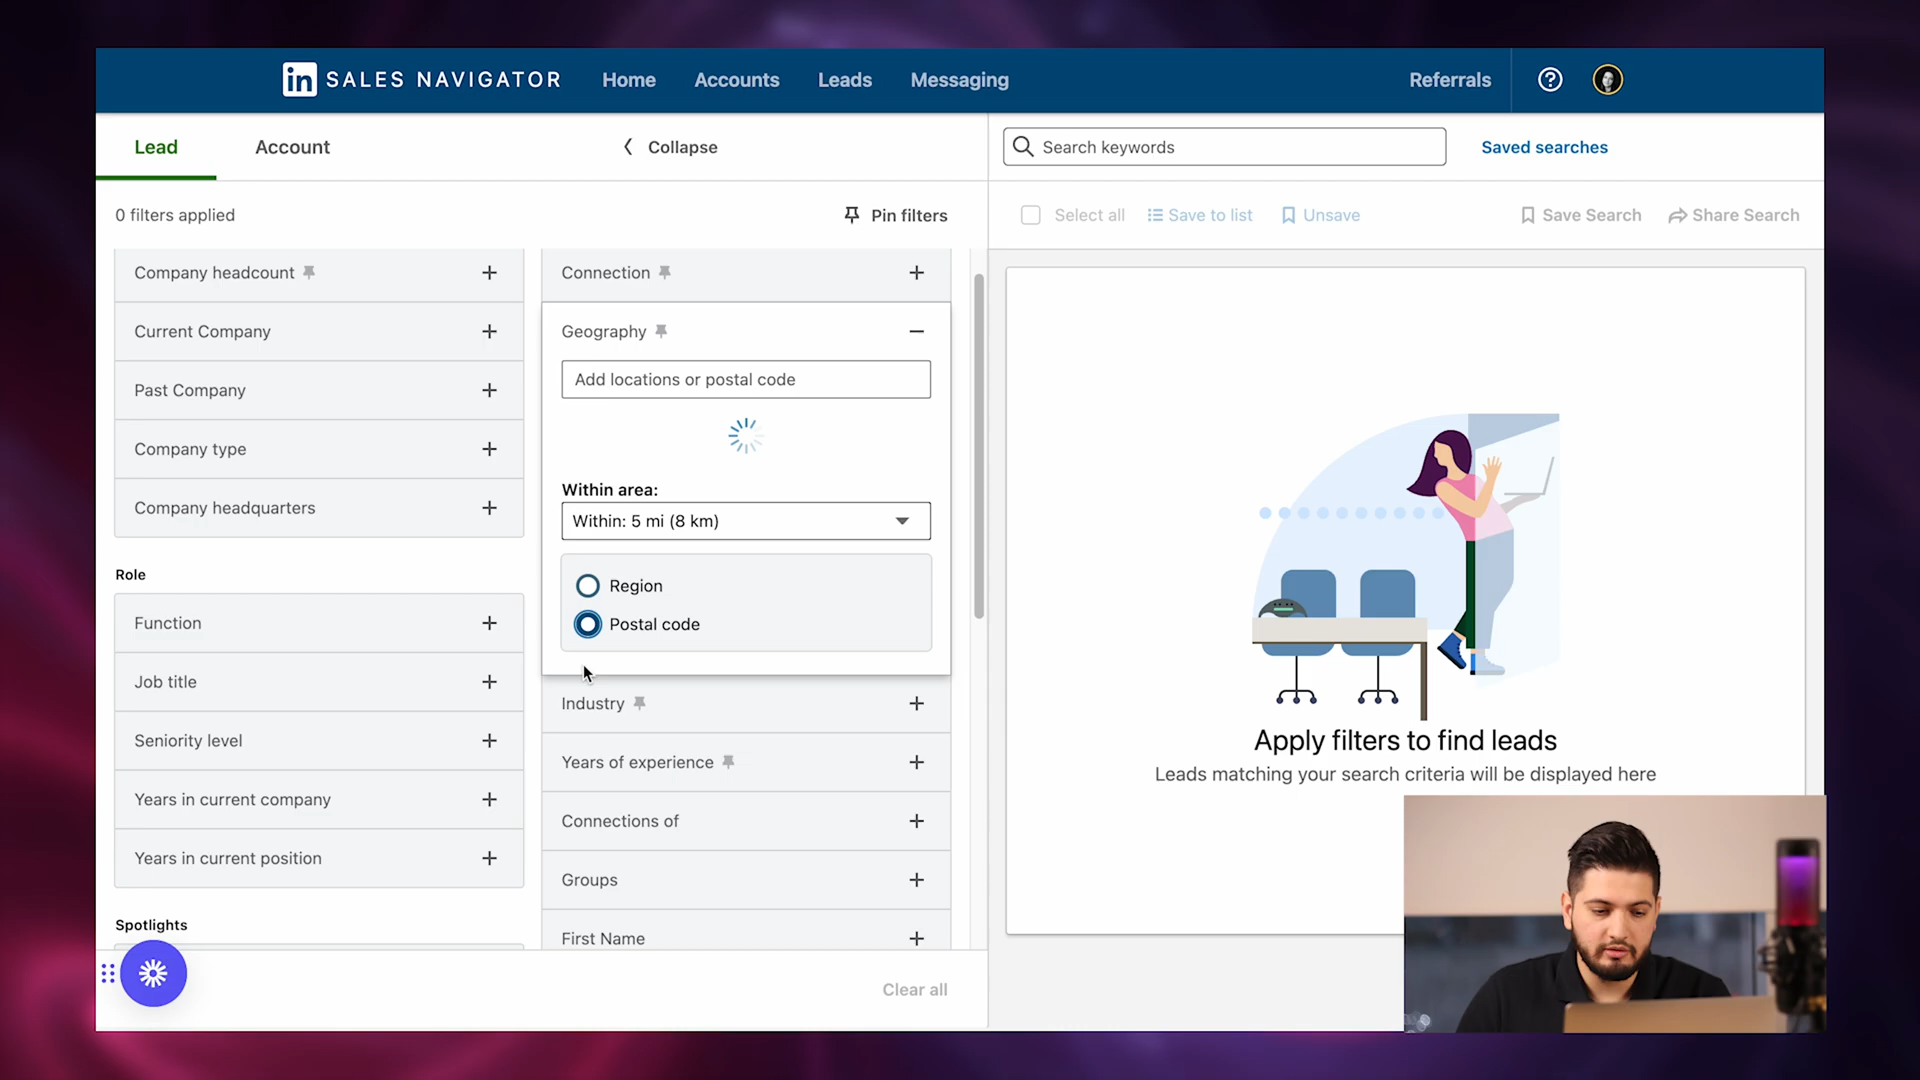 in SALES NAVIGATOR
Home
Accounts
Leads
Messaging
Referrals
Lead
Account
Collapse
Search keywords
Saved searches
0 filters applied
Pin filters
Select all
Save to list
Unsave
Save Search
Share Search
Company headcount
Current Company
Past Company
Company type
Company headquarters
Role
Function
Job title
Seniority level
Years in current company
Years in current position
Spotlights
Connection
Geography
Add locations or postal code
Within area:
Within: 5 mi (8 km)
Region
Postal code
Industry
Years of experience
Connections of
Groups
First Name
Clear all
Apply filters to find leads
Leads matching your search criteria will be displayed here